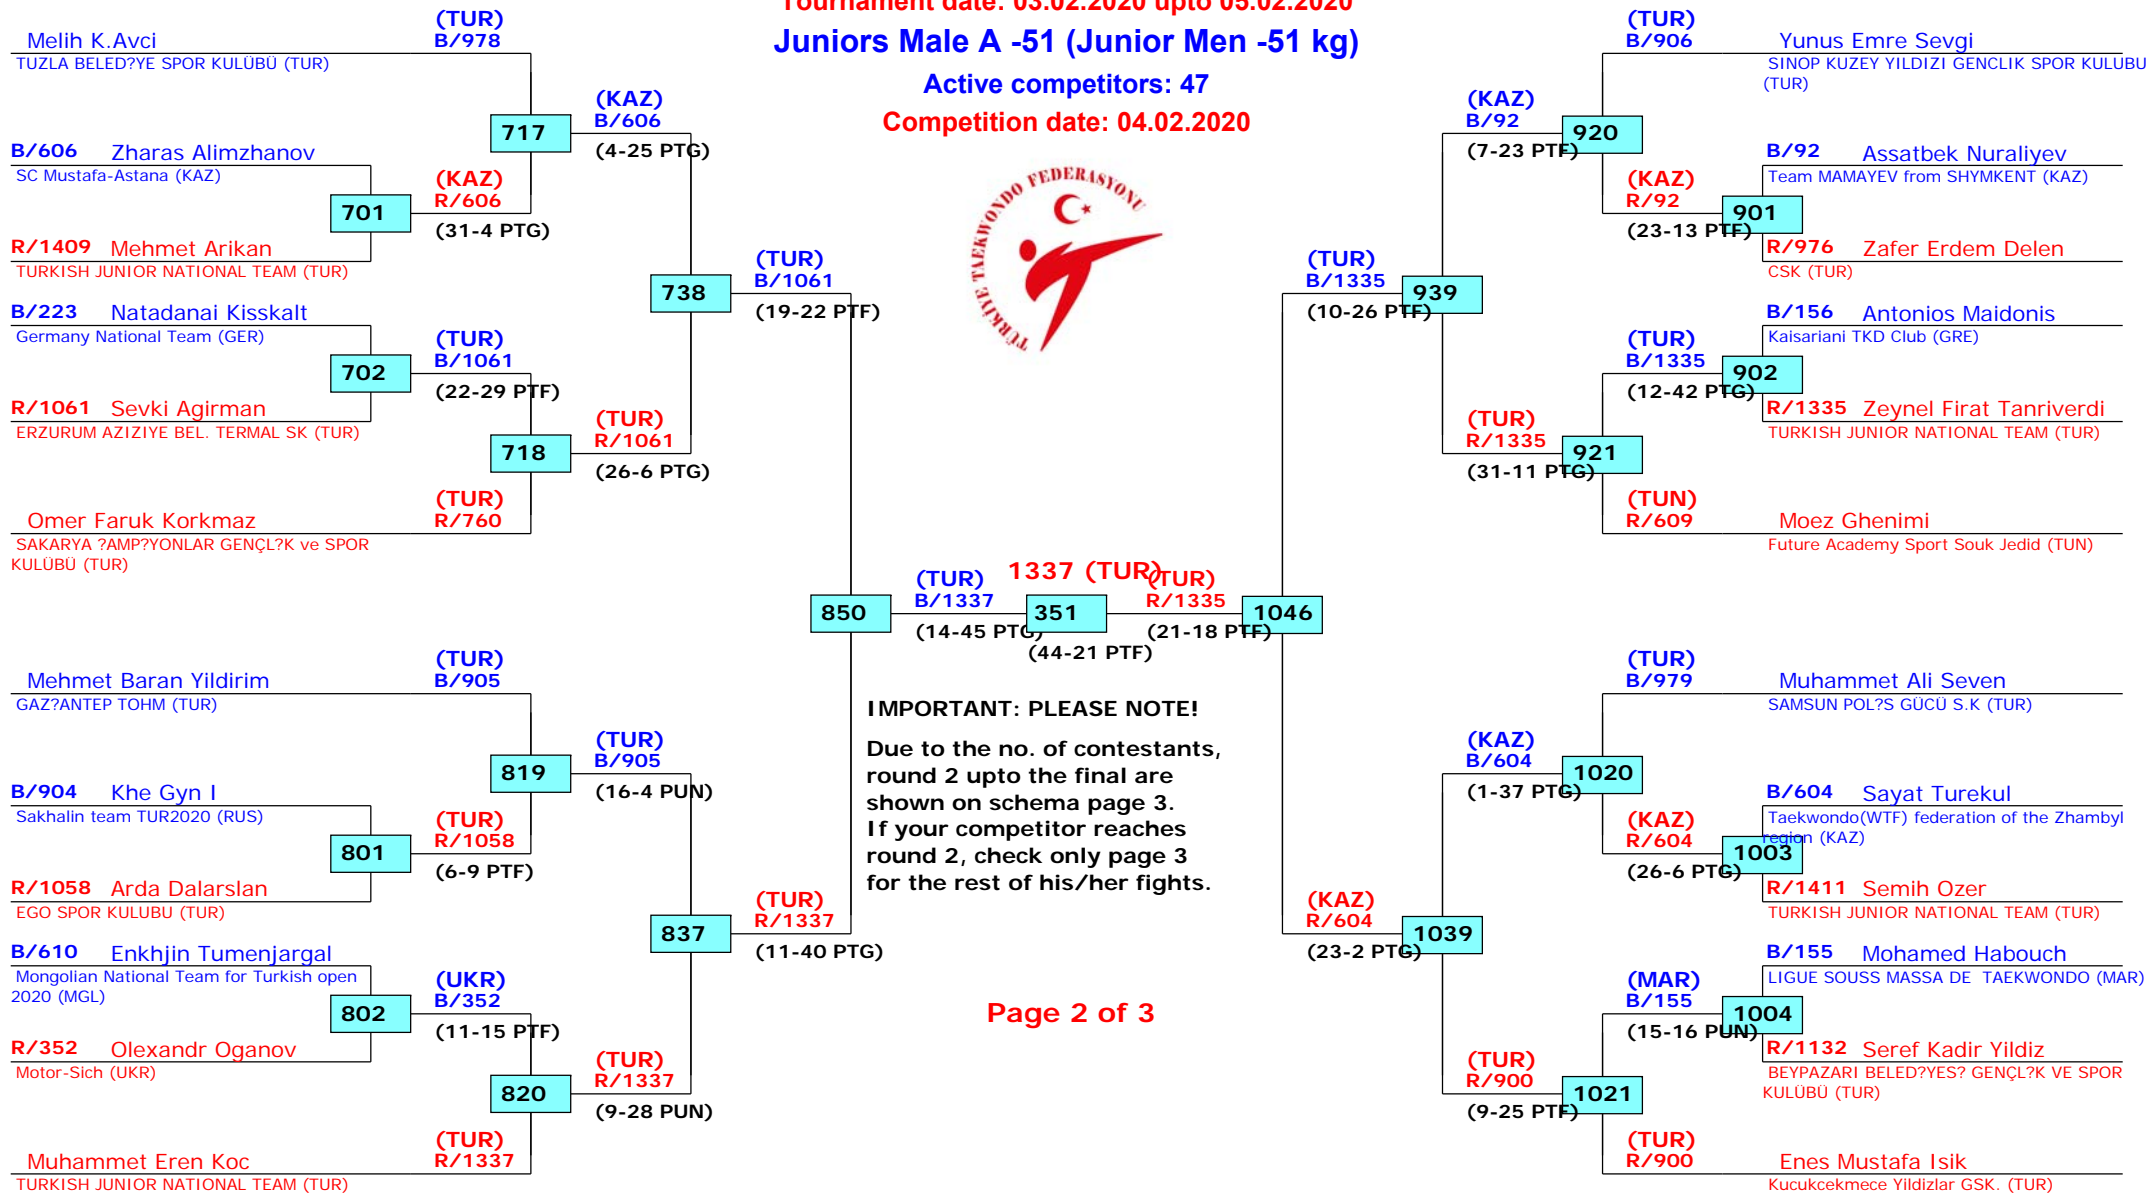 Tournament date: 03.02.2020 upto 05.02.2020
Juniors Male A -51 (Junior Men -51 kg)
Active competitors: 47
Competition date: 04.02.2020
TÜRKİYE TAEKWONDO FEDERASYONU
Melih K.Avci
(TUR)
B/978
TUZLA BELED?YE SPOR KULÜBÜ (TUR)
717
(KAZ)
B/606
(4-25 PTG)
B/606 Zharas Alimzhanov
SC Mustafa-Astana (KAZ)
701
(KAZ)
R/606
(31-4 PTG)
R/1409 Mehmet Arikan
TURKISH JUNIOR NATIONAL TEAM (TUR)
738
(TUR)
B/1061
(19-22 PTF)
B/223 Natadanai Kisskalt
Germany National Team (GER)
702
(TUR)
B/1061
(22-29 PTF)
R/1061 Sevki Agirman
ERZURUM AZIZIYE BEL. TERMAL SK (TUR)
718
(TUR)
R/1061
(26-6 PTG)
(TUR)
R/760
Omer Faruk Korkmaz
SAKARYA ?AMP?YONLAR GENÇL?K ve SPOR
KULÜBÜ (TUR)
850
(TUR)
B/1337
(14-45 PTG)
1337 (TUR)
351
(44-21 PTF)
(TUR)
R/1335
(21-18 PTF)
1046
Mehmet Baran Yildirim
(TUR)
B/905
GAZ?ANTEP TOHM (TUR)
819
(TUR)
B/905
(16-4 PUN)
B/904 Khe Gyn I
Sakhalin team TUR2020 (RUS)
801
(TUR)
R/1058
(6-9 PTF)
R/1058 Arda Dalarslan
EGO SPOR KULUBU (TUR)
837
(TUR)
R/1337
(11-40 PTG)
B/610 Enkhjin Tumenjargal
Mongolian National Team for Turkish open
2020 (MGL)
802
(UKR)
B/352
(11-15 PTF)
R/352 Olexandr Oganov
Motor-Sich (UKR)
820
(TUR)
R/1337
(9-28 PUN)
(TUR)
R/1337
Muhammet Eren Koc
TURKISH JUNIOR NATIONAL TEAM (TUR)
IMPORTANT: PLEASE NOTE!
Due to the no. of contestants,
round 2 upto the final are
shown on schema page 3.
If your competitor reaches
round 2, check only page 3
for the rest of his/her fights.
Page 2 of 3
(TUR)
B/906
Yunus Emre Sevgi
SINOP KUZEY YILDIZI GENCLIK SPOR KULUBU
(TUR)
(KAZ)
B/92
(7-23 PTF)
920
B/92 Assatbek Nuraliyev
Team MAMAYEV from SHYMKENT (KAZ)
(KAZ)
R/92
(23-13 PTF)
901
R/976 Zafer Erdem Delen
CSK (TUR)
(TUR)
B/1335
(10-26 PTF)
939
B/156 Antonios Maidonis
Kaisariani TKD Club (GRE)
(TUR)
B/1335
(12-42 PTG)
902
R/1335 Zeynel Firat Tanriverdi
TURKISH JUNIOR NATIONAL TEAM (TUR)
(TUR)
R/1335
(31-11 PTG)
921
(TUN)
R/609
Moez Ghenimi
Future Academy Sport Souk Jedid (TUN)
(TUR)
B/979
Muhammet Ali Seven
SAMSUN POL?S GÜCÜ S.K (TUR)
(KAZ)
B/604
(1-37 PTG)
1020
B/604 Sayat Turekul
Taekwondo(WTF) federation of the Zhambyl
region (KAZ)
(KAZ)
R/604
(26-6 PTG)
1003
R/1411 Semih Ozer
TURKISH JUNIOR NATIONAL TEAM (TUR)
(KAZ)
R/604
(23-2 PTG)
1039
B/155 Mohamed Habouch
LIGUE SOUSS MASSA DE TAEKWONDO (MAR)
(MAR)
B/155
(15-16 PUN)
1004
R/1132 Seref Kadir Yildiz
BEYPAZARI BELED?YES? GENÇL?K VE SPOR
KULÜBÜ (TUR)
(TUR)
R/900
(9-25 PTF)
1021
(TUR)
R/900
Enes Mustafa Isik
Kucukcekmece Yildizlar GSK. (TUR)